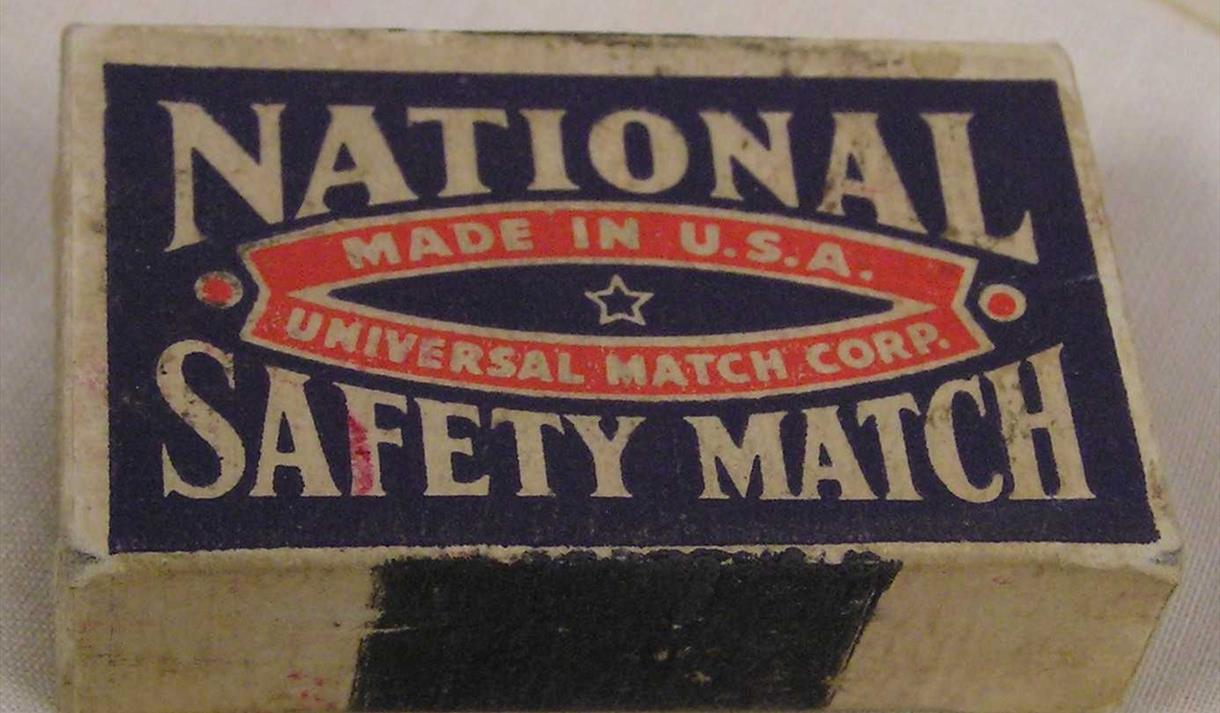 NATIONAL
MADE IN U.S.A.
UNIVERSAL MATCH CORP.
SAFETY MATCH